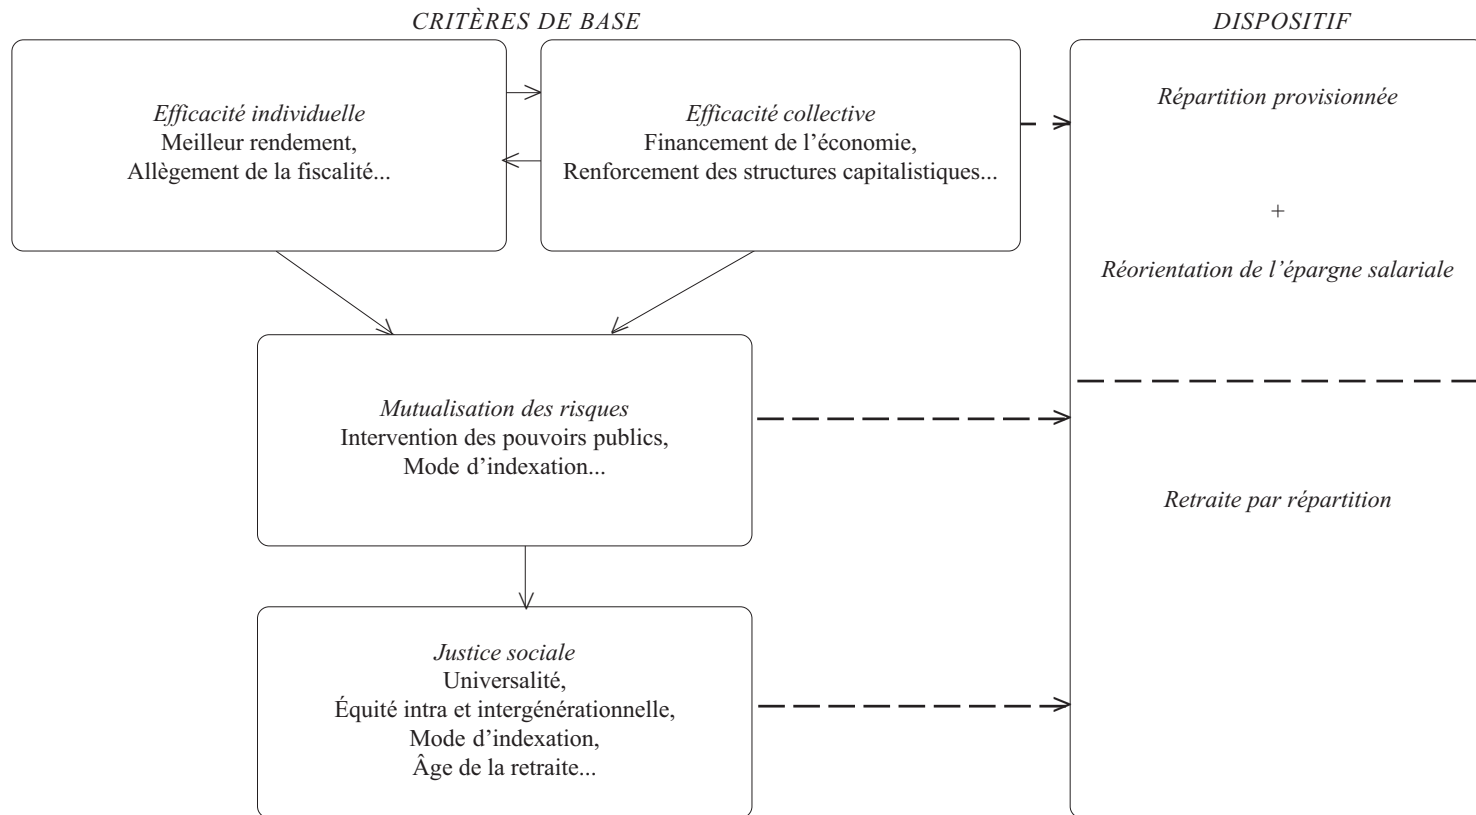 CRITÈRES DE BASE
DISPOSITIF
Efficacité individuelle
Meilleur rendement,
Allègement de la fiscalité...
Efficacité collective
Financement de l’économie,
Renforcement des structures capitalistiques...
Répartition provisionnée
+
Réorientation de l’épargne salariale
Mutualisation des risques
Intervention des pouvoirs publics,
Mode d’indexation...
Retraite par répartition
Justice sociale
Universalité,
Équité intra et intergénérationnelle,
Mode d’indexation,
Âge de la retraite...